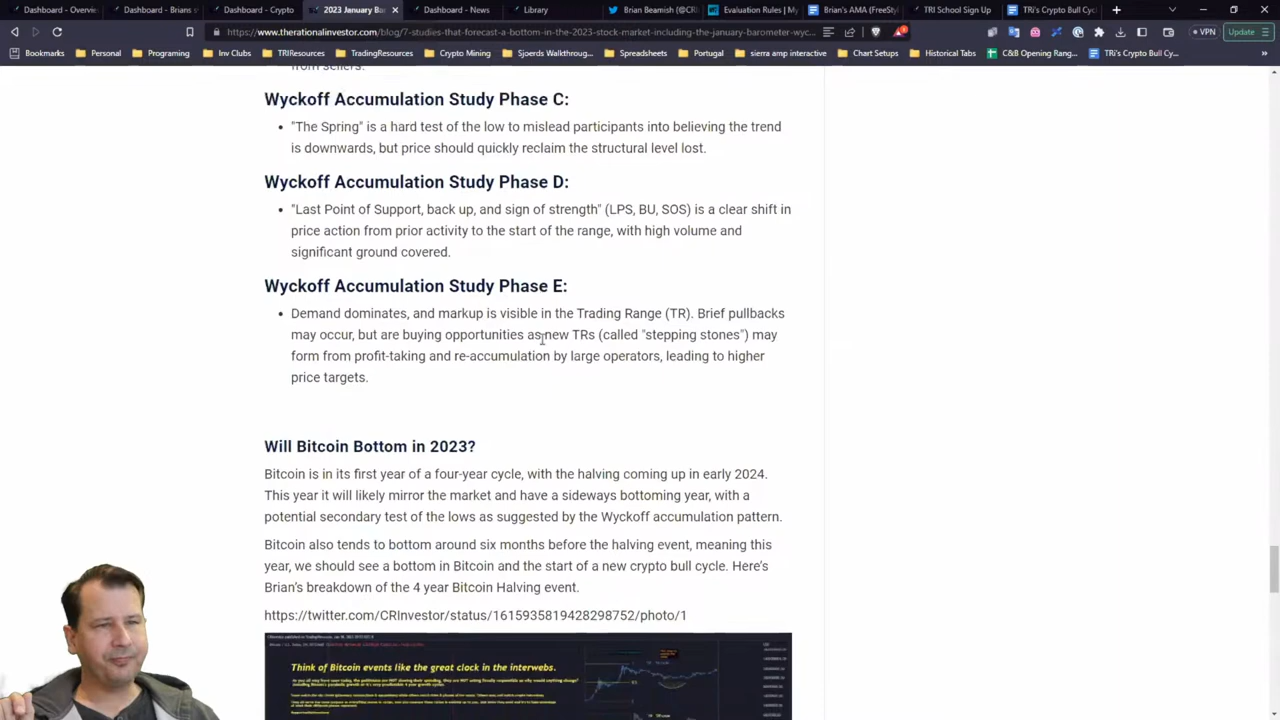 Dashboard - Overvie
Dashboard - Brians s
Dashboard - Crypto
2023 January Ba
Dashboard - News
Library
Brian Beamish (@CRI
Evaluation Rules | My
Brian's AMA (FreeStyl
TRI School Sign Up
TRi's Crypto Bull Cyc
https://www.therationalinvestor.com/blog/7-studies-that-forecast-a-bottom-in-the-2023-stock-market-including-the-january-barometer-wyc...
VPN
Update
Bookmarks
Personal
Programing
Inv Clubs
TRIResources
TradingResources
Crypto Mining
Sjoerds Walkthroug...
Spreadsheets
Portugal
sierra amp interactive
Chart Setups
Historical Tabs
C&B Opening Rang...
TRi's Crypto Bull Cy...
from sellers.
Wyckoff Accumulation Study Phase C:
• "The Spring" is a hard test of the low to mislead participants into believing the trend
is downwards, but price should quickly reclaim the structural level lost.
Wyckoff Accumulation Study Phase D:
• "Last Point of Support, back up, and sign of strength" (LPS, BU, SOS) is a clear shift in
price action from prior activity to the start of the range, with high volume and
significant ground covered.
Wyckoff Accumulation Study Phase E:
• Demand dominates, and markup is visible in the Trading Range (TR). Brief pullbacks
may occur, but are buying opportunities as new TRs (called "stepping stones") may
form from profit-taking and re-accumulation by large operators, leading to higher
price targets.
Will Bitcoin Bottom in 2023?
Bitcoin is in its first year of a four-year cycle, with the halving coming up in early 2024.
This year it will likely mirror the market and have a sideways bottoming year, with a
potential secondary test of the lows as suggested by the Wyckoff accumulation pattern.
Bitcoin also tends to bottom around six months before the halving event, meaning this
year, we should see a bottom in Bitcoin and the start of a new crypto bull cycle. Here's
Brian's breakdown of the 4 year Bitcoin Halving event.
https://twitter.com/CRInvestor/status/1615935819428298752/photo/1
Think of Bitcoin events like the great clock in the interwebs.